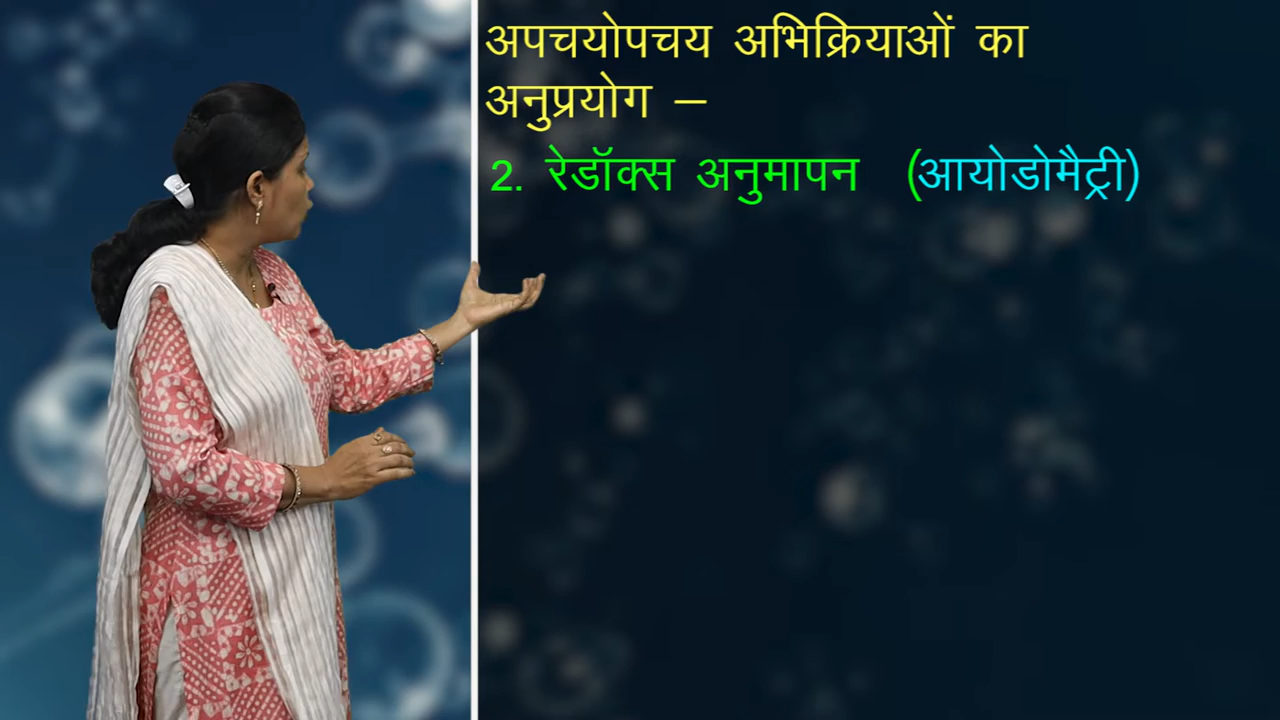 अपचयोपचय अभिक्रियाओं का
अनुप्रयोग –
2. रेडॉक्स अनुमापन (आयोडोमैट्री)